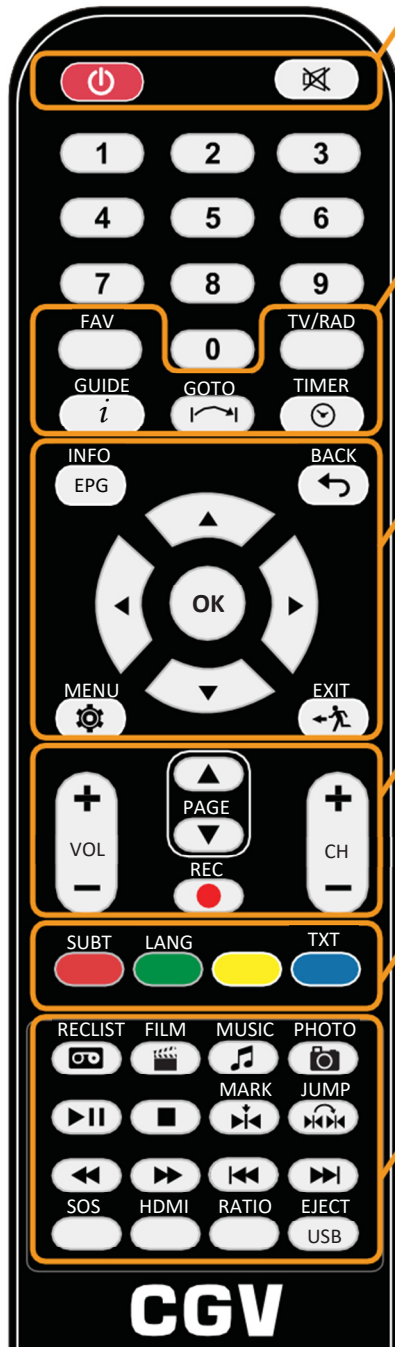 1 2 3
4 5 6
7 8 9
FAV TV/RAD
0
GUIDE GOTO TIMER
i
INFO BACK
EPG
OK
MENU EXIT
+ +
PAGE
VOL CH
- -
REC
SUBT LANG TXT
RECLIST FILM MUSIC PHOTO
MARK JUMP
SOS HDMI RATIO EJECT
USB
CGV